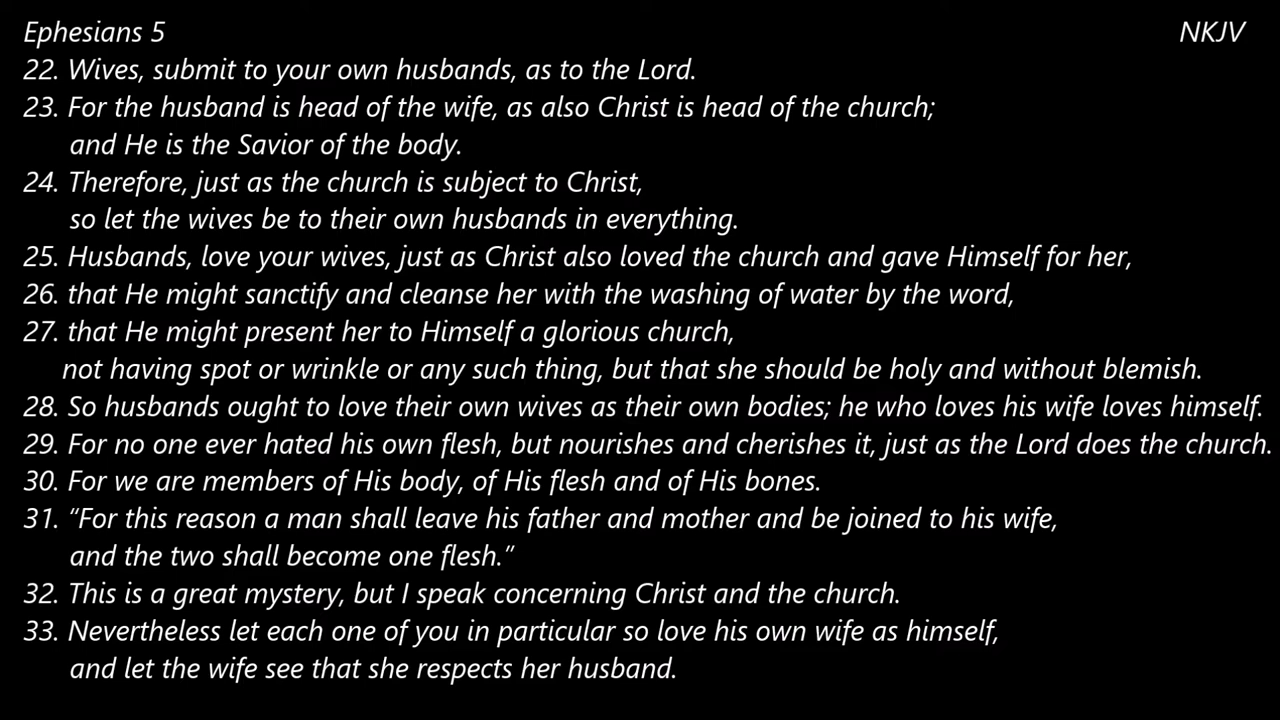 Ephesians 5 NKJV
22. Wives, submit to your own husbands, as to the Lord.
23. For the husband is head of the wife, as also Christ is head of the church;
and He is the Savior of the body.
24. Therefore, just as the church is subject to Christ,
so let the wives be to their own husbands in everything.
25. Husbands, love your wives, just as Christ also loved the church and gave Himself for her,
26. that He might sanctify and cleanse her with the washing of water by the word,
27. that He might present her to Himself a glorious church,
not having spot or wrinkle or any such thing, but that she should be holy and without blemish.
28. So husbands ought to love their own wives as their own bodies; he who loves his wife loves himself.
29. For no one ever hated his own flesh, but nourishes and cherishes it, just as the Lord does the church.
30. For we are members of His body, of His flesh and of His bones.
31. “For this reason a man shall leave his father and mother and be joined to his wife,
and the two shall become one flesh.”
32. This is a great mystery, but I speak concerning Christ and the church.
33. Nevertheless let each one of you in particular so love his own wife as himself,
and let the wife see that she respects her husband.